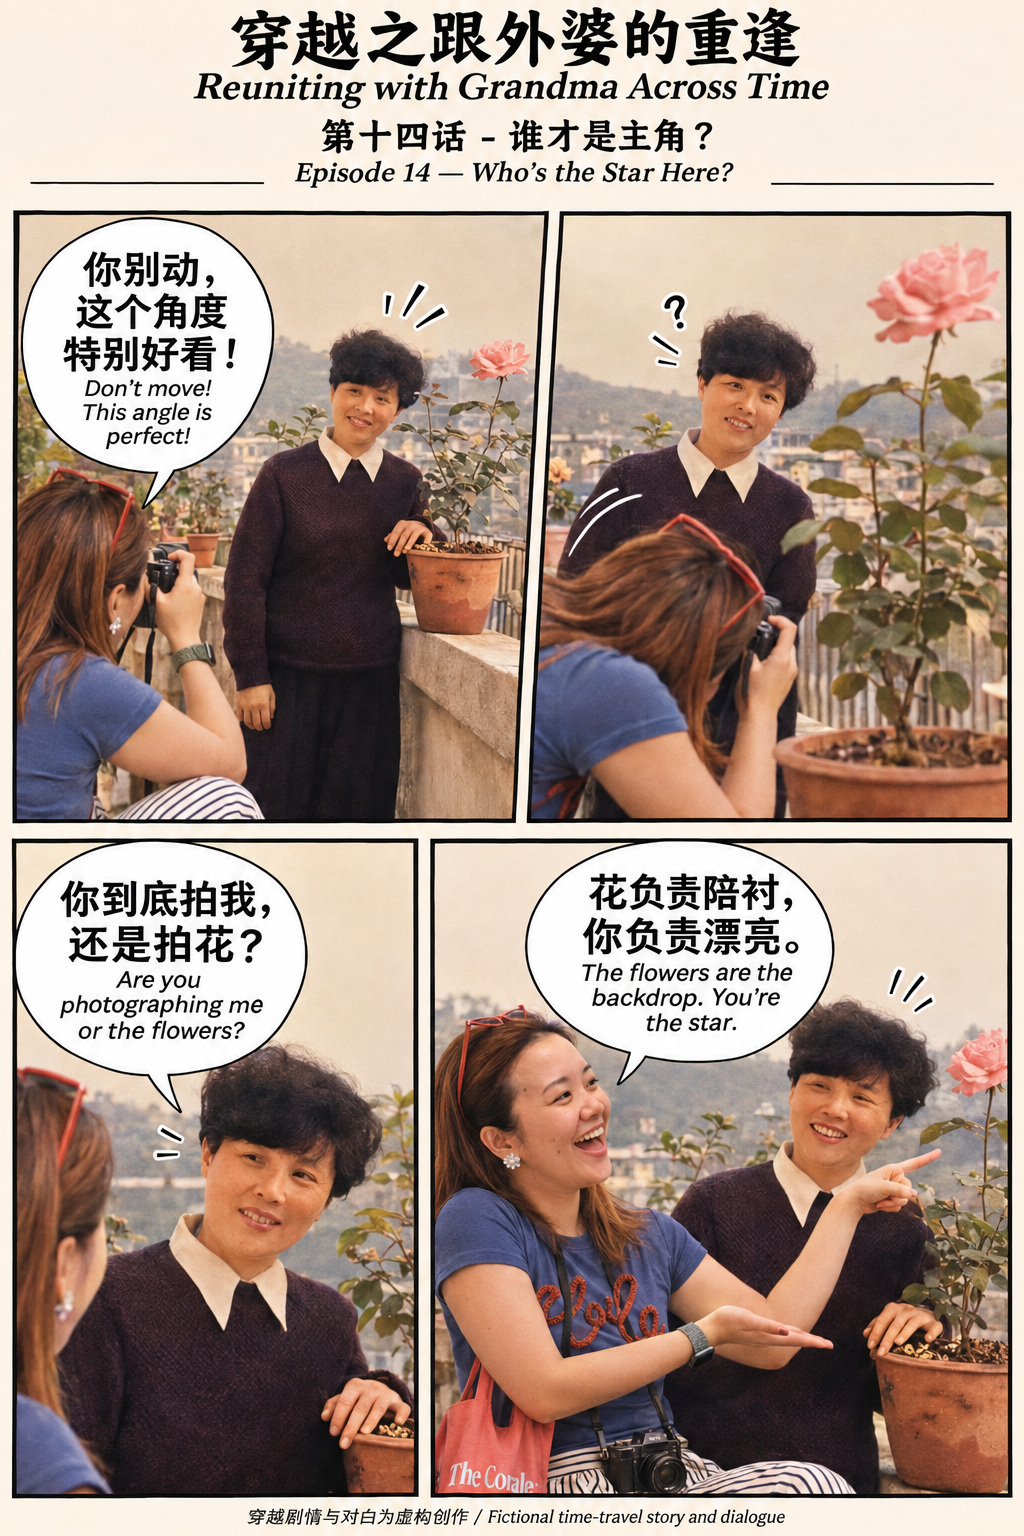 穿越之跟外婆的重逢
Reuniting with Grandma Across Time
第十四话 - 谁才是主角？
Episode 14 — Who's the Star Here?
你别动，
这个角度
特别好看！
Don't move!
This angle is
perfect!
?
你到底拍我，
还是拍花？
Are you
photographing me
or the flowers?
花负责陪衬，
你负责漂亮。
The flowers are the
backdrop. You're
the star.
The Corale
穿越剧情与对白为虚构创作 / Fictional time-travel story and dialogue